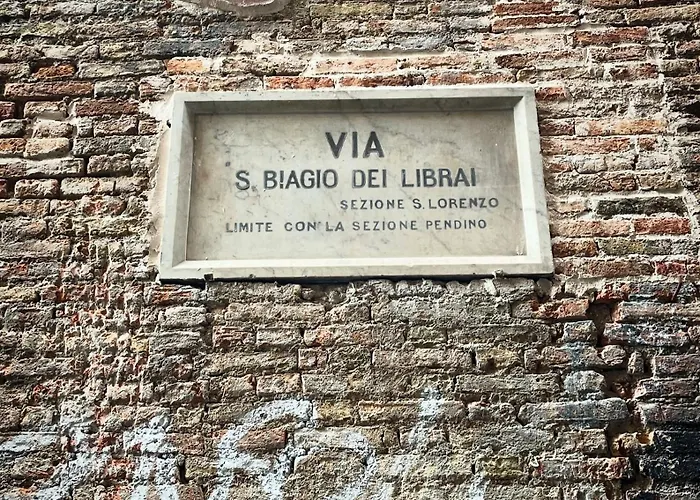 VIA
S. BIAGIO DEI LIBRAI
SEZIONE S. LORENZO
LIMITE CON LA SEZIONE PENDINO